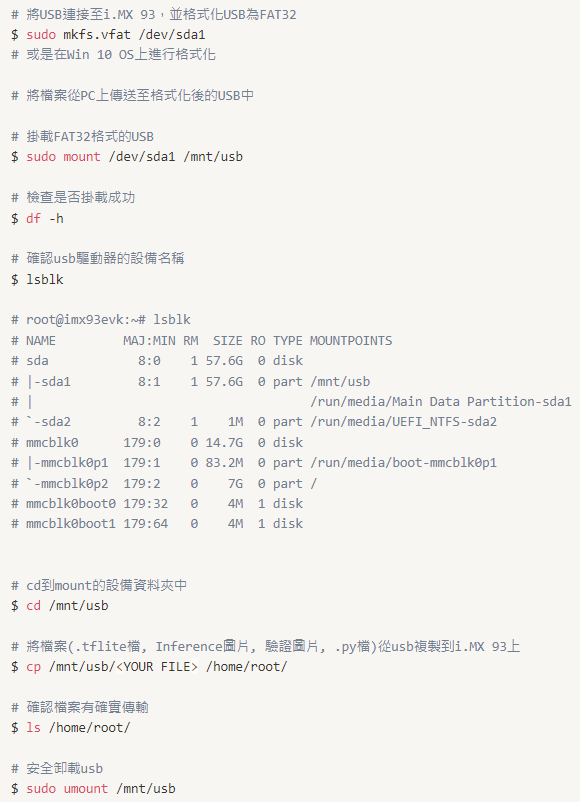 # 將USB連接至i.MX 93，並格式化USB為FAT32
$ sudo mkfs.vfat /dev/sda1
# 或是在Win 10 OS上進行格式化
# 將檔案從PC上傳送至格式化後的USB中
# 掛載FAT32格式的USB
$ sudo mount /dev/sda1 /mnt/usb
# 檢查是否掛載成功
$ df -h
# 確認usb驅動器的設備名稱
$ lsblk
# root@imx93evk:~# lsblk
# NAME         MAJ:MIN RM  SIZE RO TYPE MOUNTPOINTS
# sda            8:0    1 57.6G  0 disk
# |-sda1         8:1    1 57.6G  0 part /mnt/usb
# |                                     /run/media/Main Data Partition-sda1
# `-sda2         8:2    1    1M  0 part /run/media/UEFI_NTFS-sda2
# mmcblk0      179:0    0 14.7G  0 disk
# |-mmcblk0p1  179:1    0 83.2M  0 part /run/media/boot-mmcblk0p1
# `-mmcblk0p2  179:2    0    7G  0 part /
# mmcblk0boot0 179:32   0    4M  1 disk
# mmcblk0boot1 179:64   0    4M  1 disk
# cd到mount的設備資料夾中
$ cd /mnt/usb
# 將檔案(.tflite檔, Inference圖片, 驗證圖片, .py檔)從usb複製到i.MX 93上
$ cp /mnt/usb/<YOUR FILE> /home/root/
# 確認檔案有確實傳輸
$ ls /home/root/
# 安全卸載usb
$ sudo umount /mnt/usb